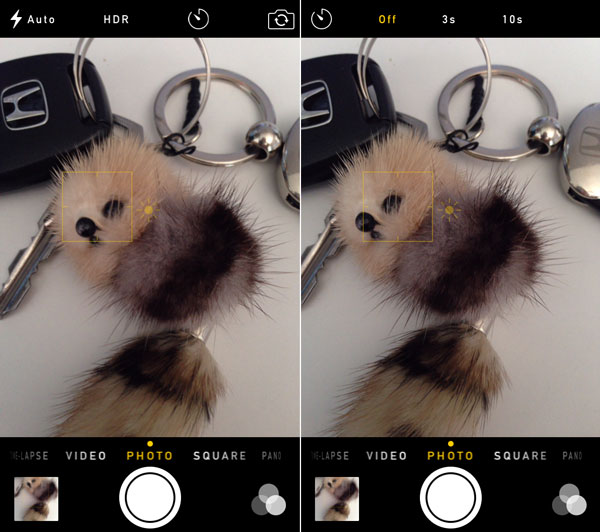 Auto HDR
Off 3s 10s
-LAPSE VIDEO PHOTO SQUARE PANO
-LAPSE VIDEO PHOTO SQUARE PANO